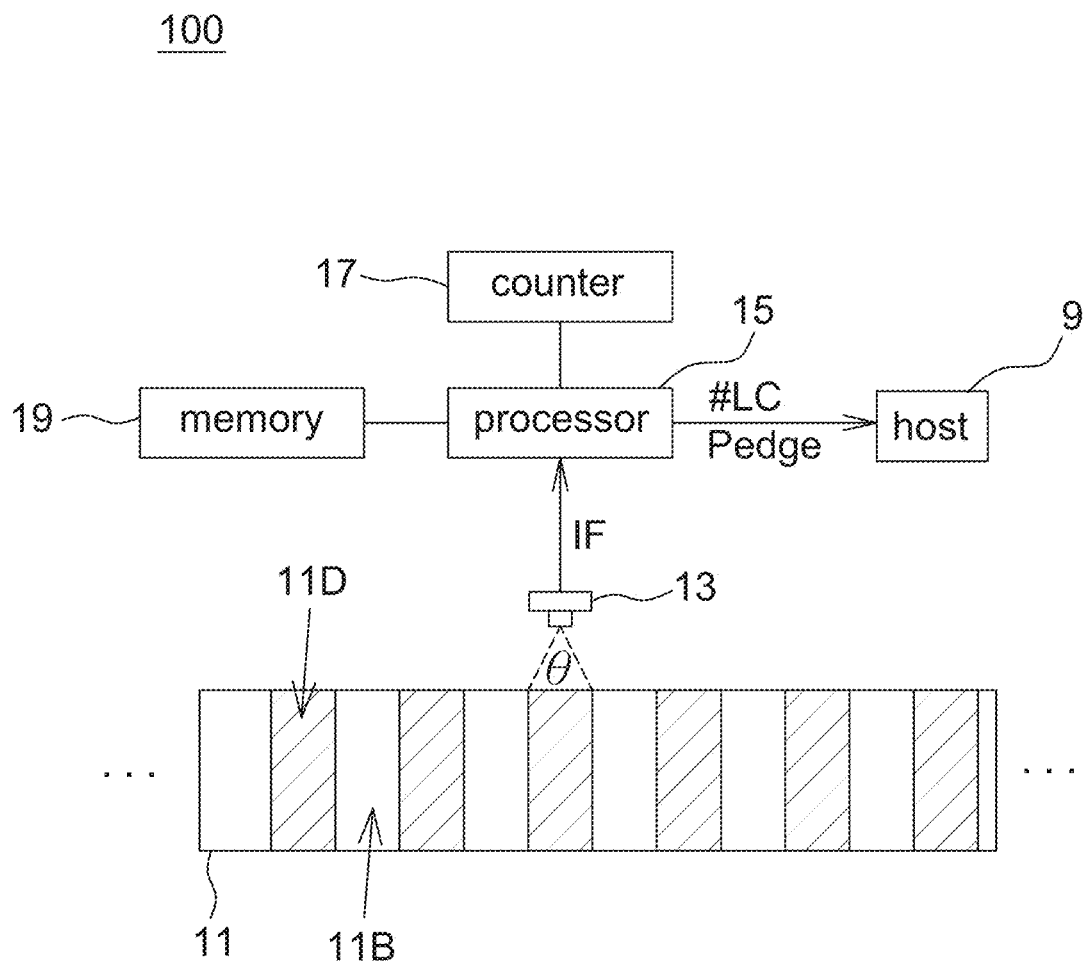 100
17
counter
15
9
19
memory
processor
#LC
Pedge
host
IF
11D
13
θ
. . .
. . .
11
11B